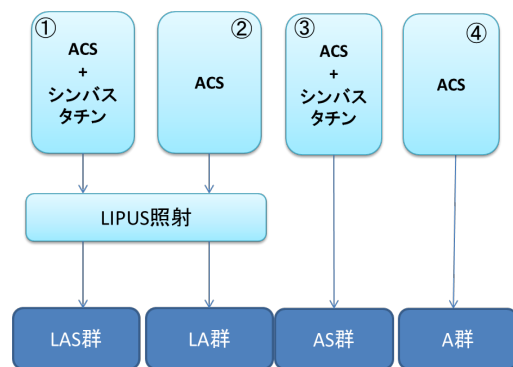 ①
ACS
+
シンバス
タチン
②
ACS
③
ACS
+
シンバス
タチン
④
ACS
LIPUS照射
LAS群
LA群
AS群
A群